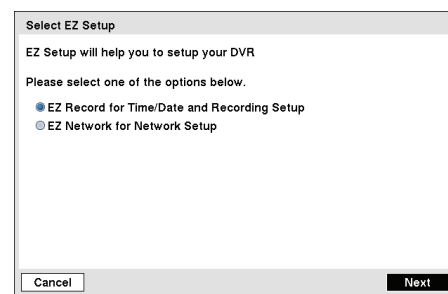 Select EZ Setup
EZ Setup will help you to setup your DVR
Please select one of the options below.
EZ Record for Time/Date and Recording Setup
EZ Network for Network Setup
Cancel
Next